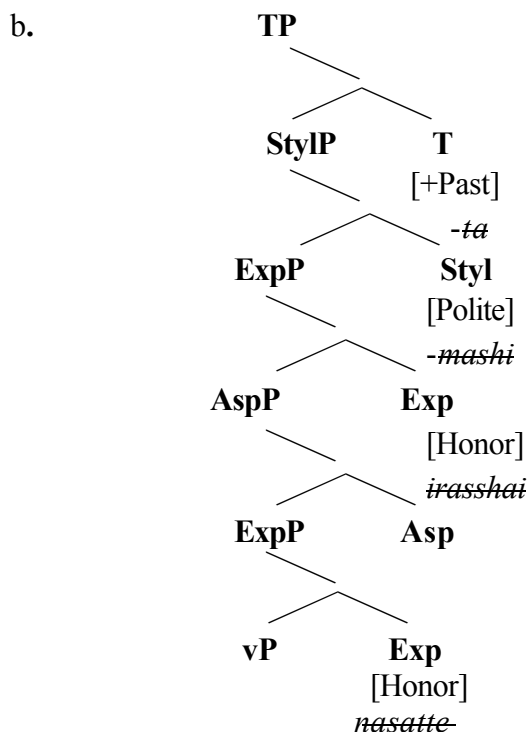 b. TP
StylP T
[+Past]
-ta
ExpP Styl
[Polite]
-mashi
AspP Exp
[Honor]
irasshai
ExpP Asp
vP Exp
[Honor]
nasatte